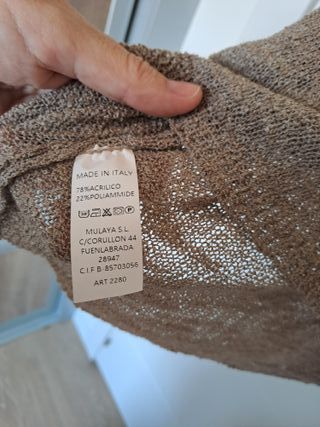 MADE IN ITALY
78%ACRILICO
22%POLIAMMIDE
MULAYA S.L.
C/CORULLON 44
FUENLABRADA
28947
C.I.F B-85703056
ART 2280